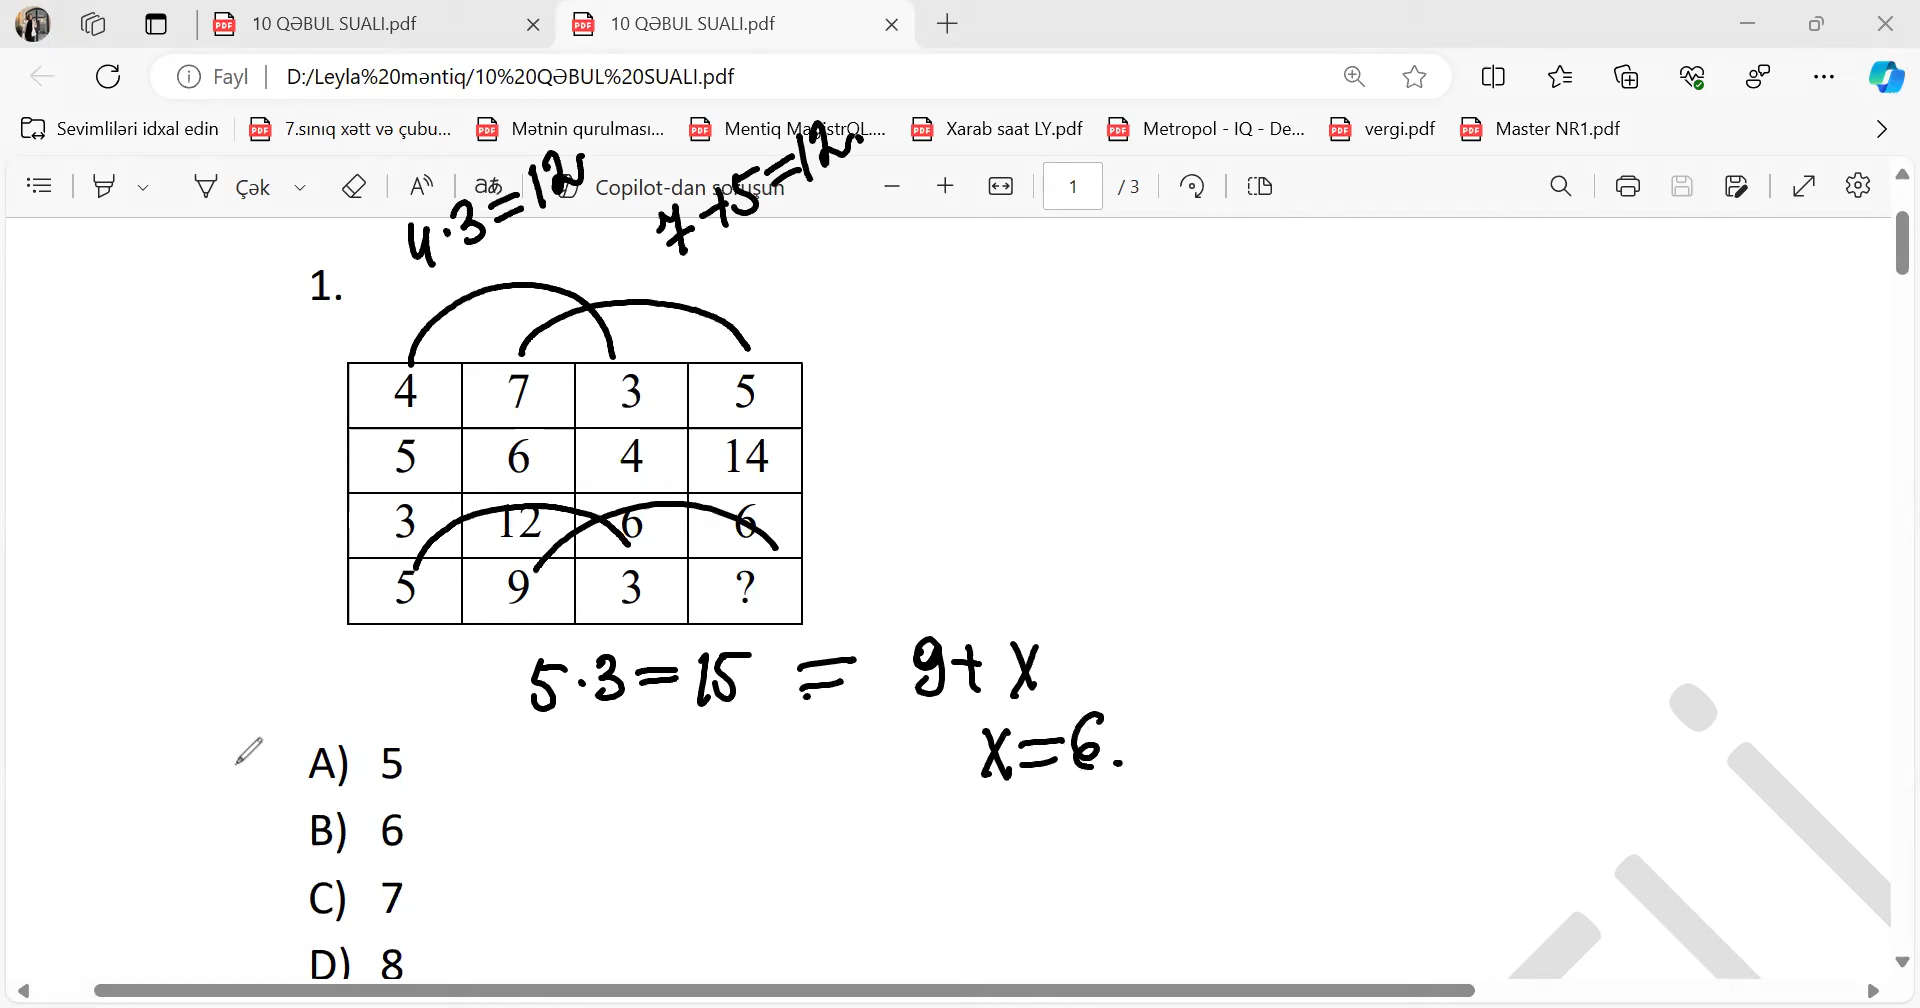 10 QƏBUL SUALI.pdf
10 QƏBUL SUALI.pdf
Fayl
D:/Leyla%20məntiq/10%20QƏBUL%20SUALI.pdf
Sevimliləri idxal edin
7.sınıq xətt və çubu...
Mətnin qurulması...
Mentiq MagistrQL....
Xarab saat LY.pdf
Metropol - IQ - De...
vergi.pdf
Master NR1.pdf
Çək
Copilot-dan soruşun
1 / 3
4·3=12
7+5=12
1.
4 7 3 5
5 6 4 14
3 12 6 6
5 9 3 ?
5·3=15 = 9+x
x=6.
A) 5
B) 6
C) 7
D) 8